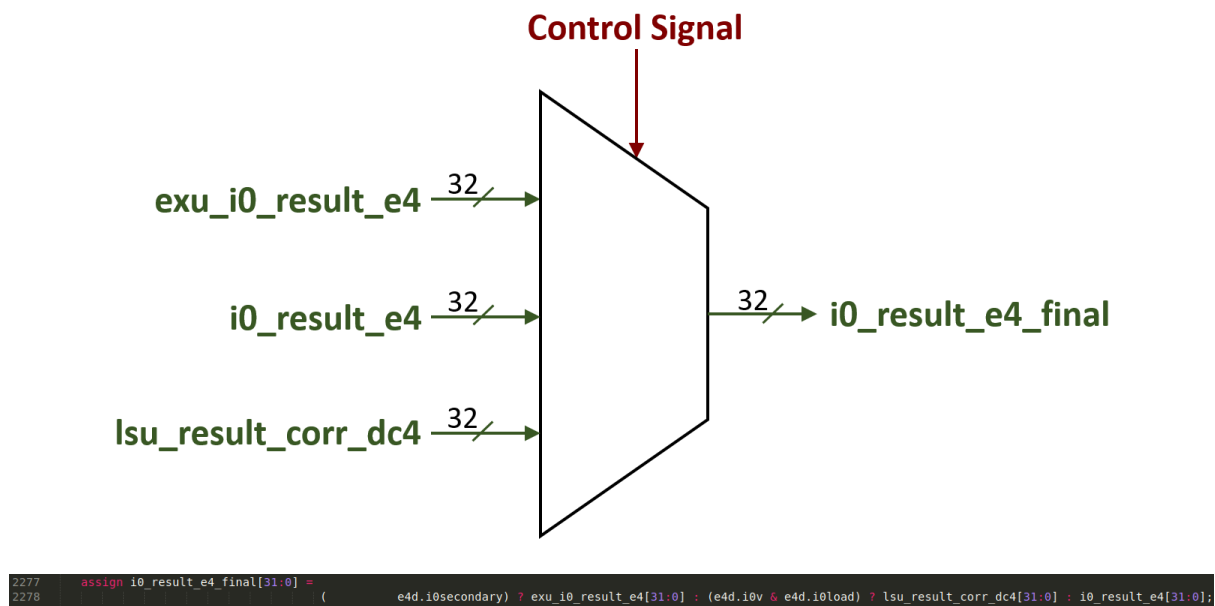 Control Signal
exu_i0_result_e4
32
i0_result_e4
32
32
i0_result_e4_final
lsu_result_corr_dc4
32
2277 assign i0_result_e4_final[31:0] =
2278 ( e4d.i0secondary) ? exu_i0_result_e4[31:0] : (e4d.i0v & e4d.i0load) ? lsu_result_corr_dc4[31:0] : i0_result_e4[31:0];